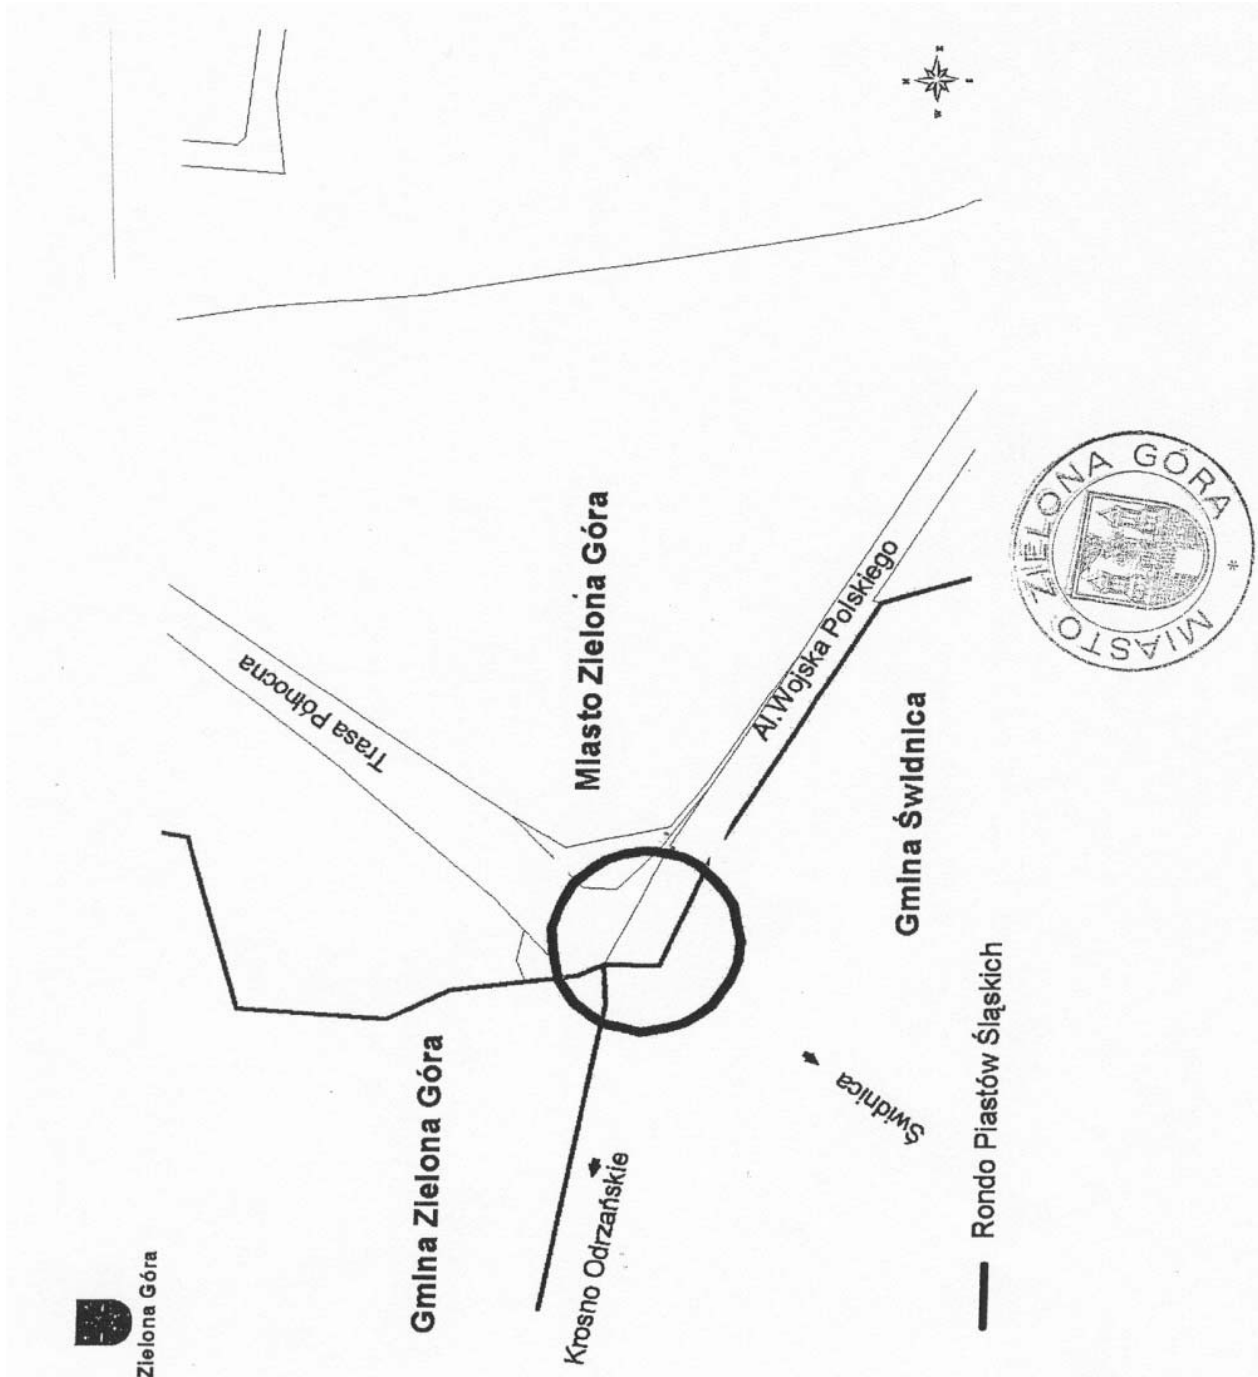 Zielona Góra
Trasa Północna
Miasto Zielona Góra
Al.Wojska Polskiego
Gmina Zielona Góra
Gmina Świdnica
Krosno Odrzańskie
Świdnica
Rondo Piastów Śląskich
MIASTO ZIELONA GÓRA *